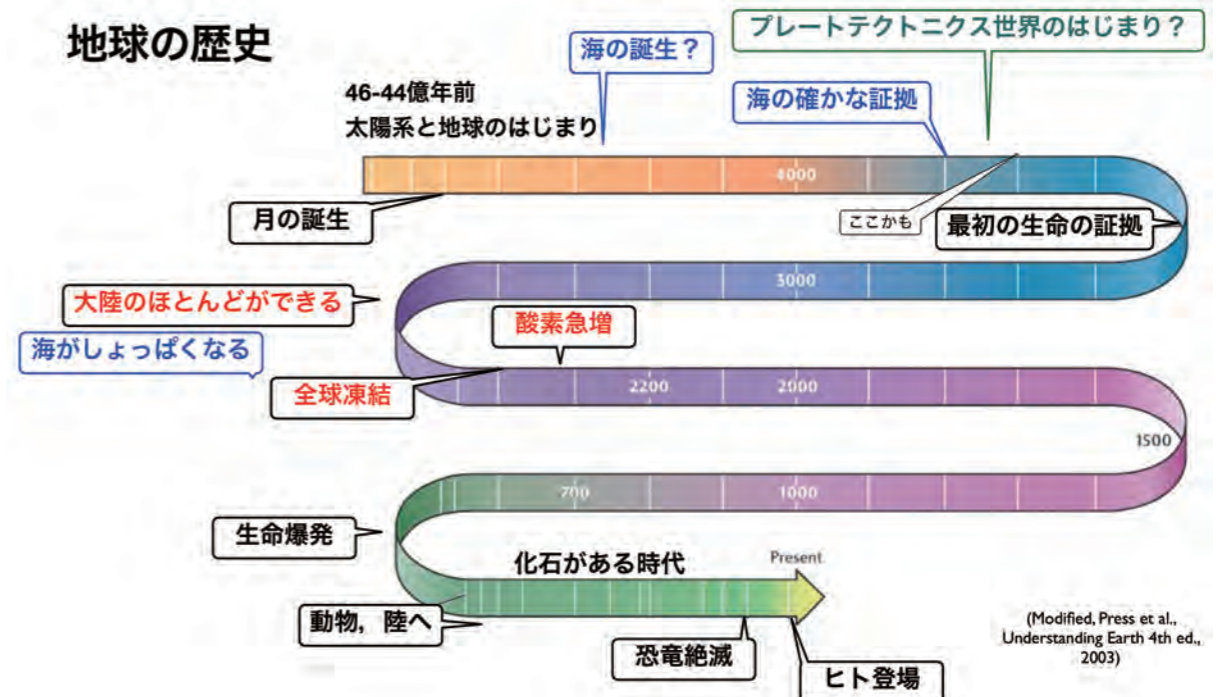 地球の歴史
海の誕生？
プレートテクトニクス世界のはじまり？
46-44億年前
太陽系と地球のはじまり
海の確かな証拠
4000
月の誕生
ここかも
最初の生命の証拠
3000
大陸のほとんどができる
酸素急増
海がしょっぱくなる
全球凍結
2200
2000
1500
700
1000
生命爆発
化石がある時代
Present
動物，陸へ
恐竜絶滅
ヒト登場
(Modified, Press et al.,
Understanding Earth 4th ed.,
2003)